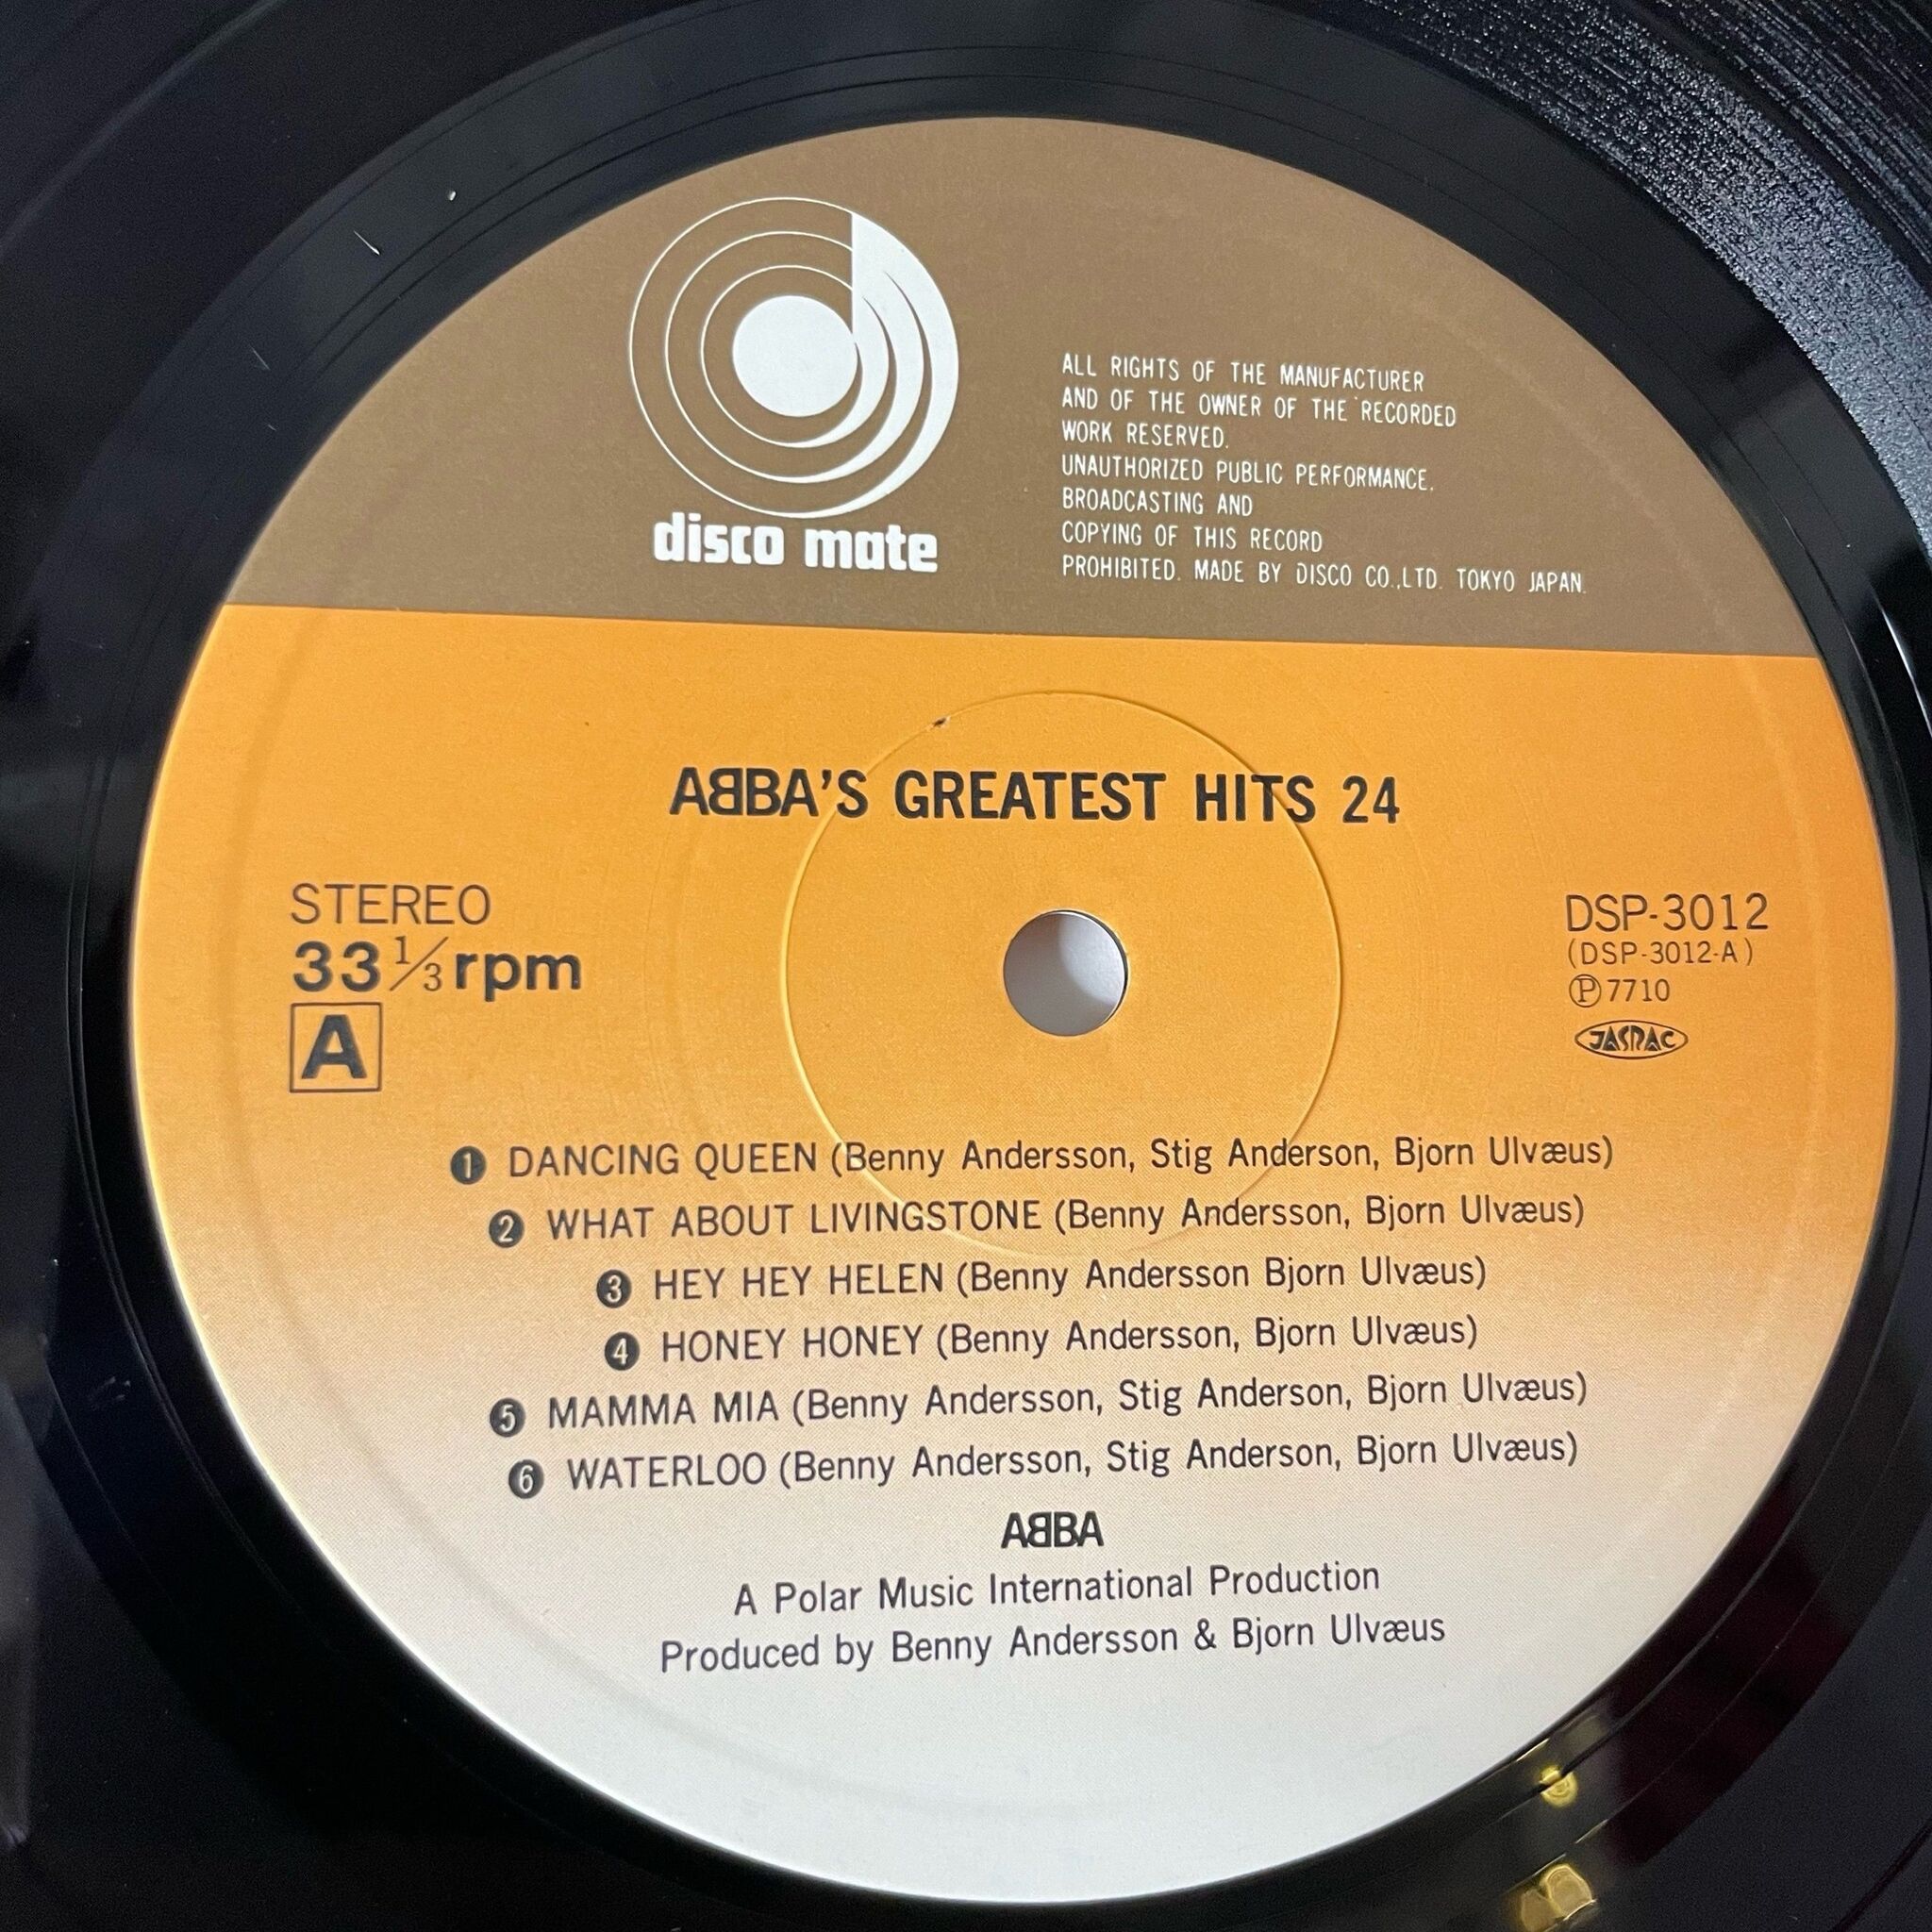 disco mate
ALL RIGHTS OF THE MANUFACTURER
AND OF THE OWNER OF THE RECORDED
WORK RESERVED.
UNAUTHORIZED PUBLIC PERFORMANCE.
BROADCASTING AND
COPYING OF THIS RECORD
PROHIBITED. MADE BY DISCO CO.,LTD. TOKYO JAPAN.
ABBA'S GREATEST HITS 24
STEREO
33 1/3 rpm
A
DSP-3012
(DSP-3012-A)
Ⓟ7710
JASRAC
❶ DANCING QUEEN (Benny Andersson, Stig Anderson, Bjorn Ulvæus)
❷ WHAT ABOUT LIVINGSTONE (Benny Andersson, Bjorn Ulvæus)
❸ HEY HEY HELEN (Benny Andersson Bjorn Ulvæus)
❹ HONEY HONEY (Benny Andersson, Bjorn Ulvæus)
❺ MAMMA MIA (Benny Andersson, Stig Anderson, Bjorn Ulvæus)
❻ WATERLOO (Benny Andersson, Stig Anderson, Bjorn Ulvæus)
ABBA
A Polar Music International Production
Produced by Benny Andersson & Bjorn Ulvæus